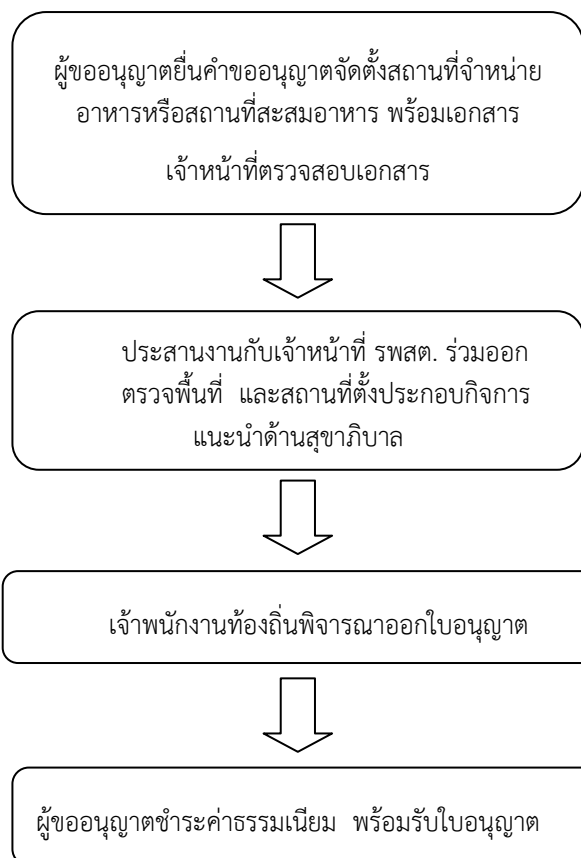 ผู้ขออนุญาตยื่นคำขออนุญาตจัดตั้งสถานที่จำหน่าย
อาหารหรือสถานที่สะสมอาหาร พร้อมเอกสาร
เจ้าหน้าที่ตรวจสอบเอกสาร
ประสานงานกับเจ้าหน้าที่ รพสต. ร่วมออก
ตรวจพื้นที่ และสถานที่ตั้งประกอบกิจการ
แนะนำด้านสุขาภิบาล
เจ้าพนักงานท้องถิ่นพิจารณาออกใบอนุญาต
ผู้ขออนุญาตชำระค่าธรรมเนียม พร้อมรับใบอนุญาต